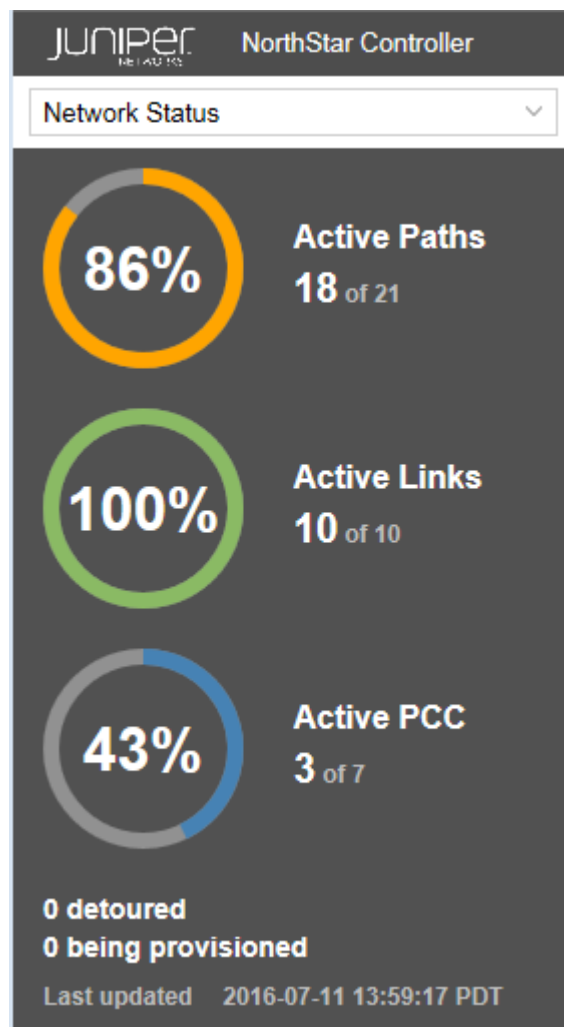 JUNIPER NETWORKS NorthStar Controller
Network Status
86%
Active Paths
18 of 21
100%
Active Links
10 of 10
43%
Active PCC
3 of 7
0 detoured
0 being provisioned
Last updated 2016-07-11 13:59:17 PDT